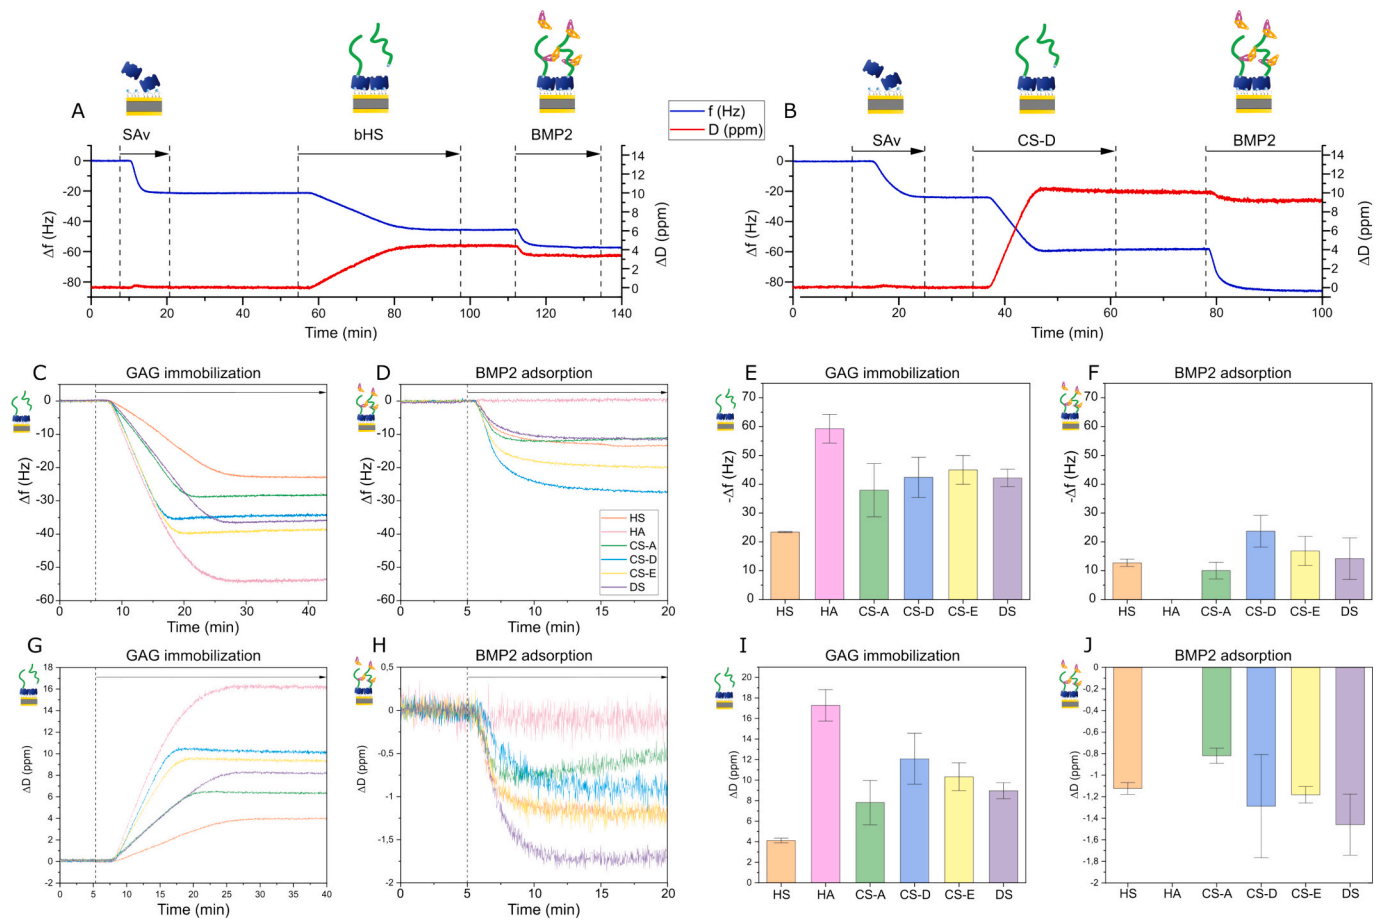 A
SAv
bHS
BMP2
f (Hz)
D (ppm)
B
SAv
CS-D
BMP2
0
-20
-40
-60
-80
Δf (Hz)
14
12
10
8
6
4
2
0
ΔD (ppm)
0 20 40 60 80 100 120 140
Time (min)
0
-20
-40
-60
-80
Δf (Hz)
14
12
10
8
6
4
2
0
ΔD (ppm)
0 20 40 60 80 100
Time (min)
C
GAG immobilization
0
-10
-20
-30
-40
-50
-60
Δf (Hz)
0 10 20 30 40
Time (min)
D
BMP2 adsorption
0
-10
-20
-30
-40
-50
-60
Δf (Hz)
HS
HA
CS-A
CS-D
CS-E
DS
0 5 10 15 20
Time (min)
E
GAG immobilization
70
60
50
40
30
20
10
0
-Δf (Hz)
HS HA CS-A CS-D CS-E DS
F
BMP2 adsorption
70
60
50
40
30
20
10
0
-Δf (Hz)
HS HA CS-A CS-D CS-E DS
G
GAG immobilization
18
16
14
12
10
8
6
4
2
0
-2
ΔD (ppm)
0 5 10 15 20 25 30 35 40
Time (min)
H
BMP2 adsorption
0,5
0,0
-0,5
-1,0
-1,5
-2,0
ΔD (ppm)
0 5 10 15 20
Time (min)
I
GAG immobilization
20
18
16
14
12
10
8
6
4
2
0
ΔD (ppm)
HS HA CS-A CS-D CS-E DS
J
BMP2 adsorption
0
-0,2
-0,4
-0,6
-0,8
-1
-1,2
-1,4
-1,6
-1,8
-2
ΔD (ppm)
HS HA CS-A CS-D CS-E DS